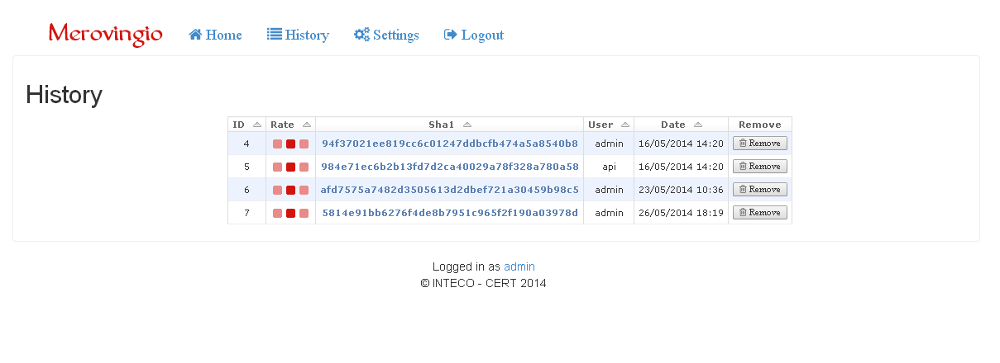 Merovingio Home History Settings Logout
History
ID Rate Sha1 User Date Remove
4 94f37021ee819cc6c01247ddbcfb474a5a8540b8 admin 16/05/2014 14:20 Remove
5 984e71ec6b2b13fd7d2ca40029a78f328a780a58 api 16/05/2014 14:20 Remove
6 afd7575a7482d3505613d2dbef721a30459b98c5 admin 23/05/2014 10:36 Remove
7 5814e91bb6276f4de8b7951c965f2f190a03978d admin 26/05/2014 18:19 Remove
Logged in as admin
© INTECO - CERT 2014